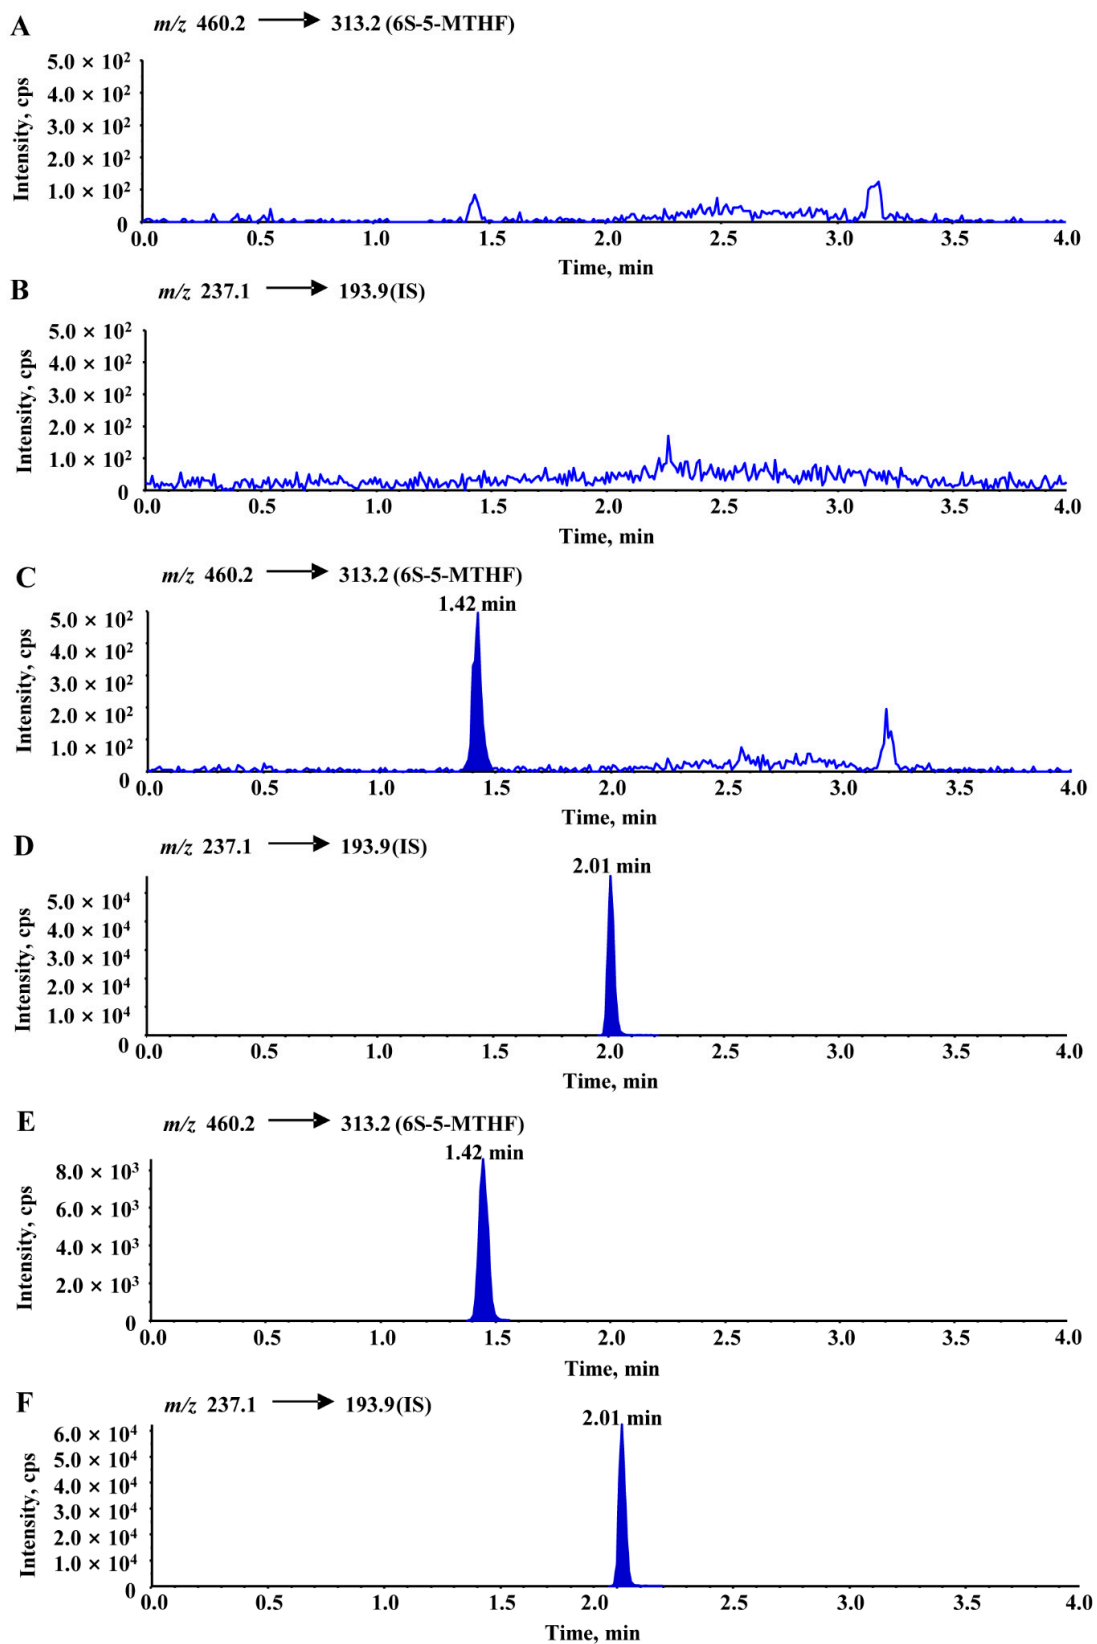 A
m/z 460.2 → 313.2 (6S-5-MTHF)
Intensity, cps
5.0 × 10²
4.0 × 10²
3.0 × 10²
2.0 × 10²
1.0 × 10²
0
0.0 0.5 1.0 1.5 2.0 2.5 3.0 3.5 4.0
Time, min
B
m/z 237.1 → 193.9(IS)
Intensity, cps
5.0 × 10²
4.0 × 10²
3.0 × 10²
2.0 × 10²
1.0 × 10²
0
0.0 0.5 1.0 1.5 2.0 2.5 3.0 3.5 4.0
Time, min
C
m/z 460.2 → 313.2 (6S-5-MTHF)
1.42 min
Intensity, cps
5.0 × 10²
4.0 × 10²
3.0 × 10²
2.0 × 10²
1.0 × 10²
0
0.0 0.5 1.0 1.5 2.0 2.5 3.0 3.5 4.0
Time, min
D
m/z 237.1 → 193.9(IS)
2.01 min
Intensity, cps
5.0 × 10⁴
4.0 × 10⁴
3.0 × 10⁴
2.0 × 10⁴
1.0 × 10⁴
0
0.0 0.5 1.0 1.5 2.0 2.5 3.0 3.5 4.0
Time, min
E
m/z 460.2 → 313.2 (6S-5-MTHF)
1.42 min
Intensity, cps
8.0 × 10³
6.0 × 10³
4.0 × 10³
2.0 × 10³
0
0.0 0.5 1.0 1.5 2.0 2.5 3.0 3.5 4.0
Time, min
F
m/z 237.1 → 193.9(IS)
2.01 min
Intensity, cps
6.0 × 10⁴
5.0 × 10⁴
4.0 × 10⁴
3.0 × 10⁴
2.0 × 10⁴
1.0 × 10⁴
0
0.0 0.5 1.0 1.5 2.0 2.5 3.0 3.5 4.0
Time, min